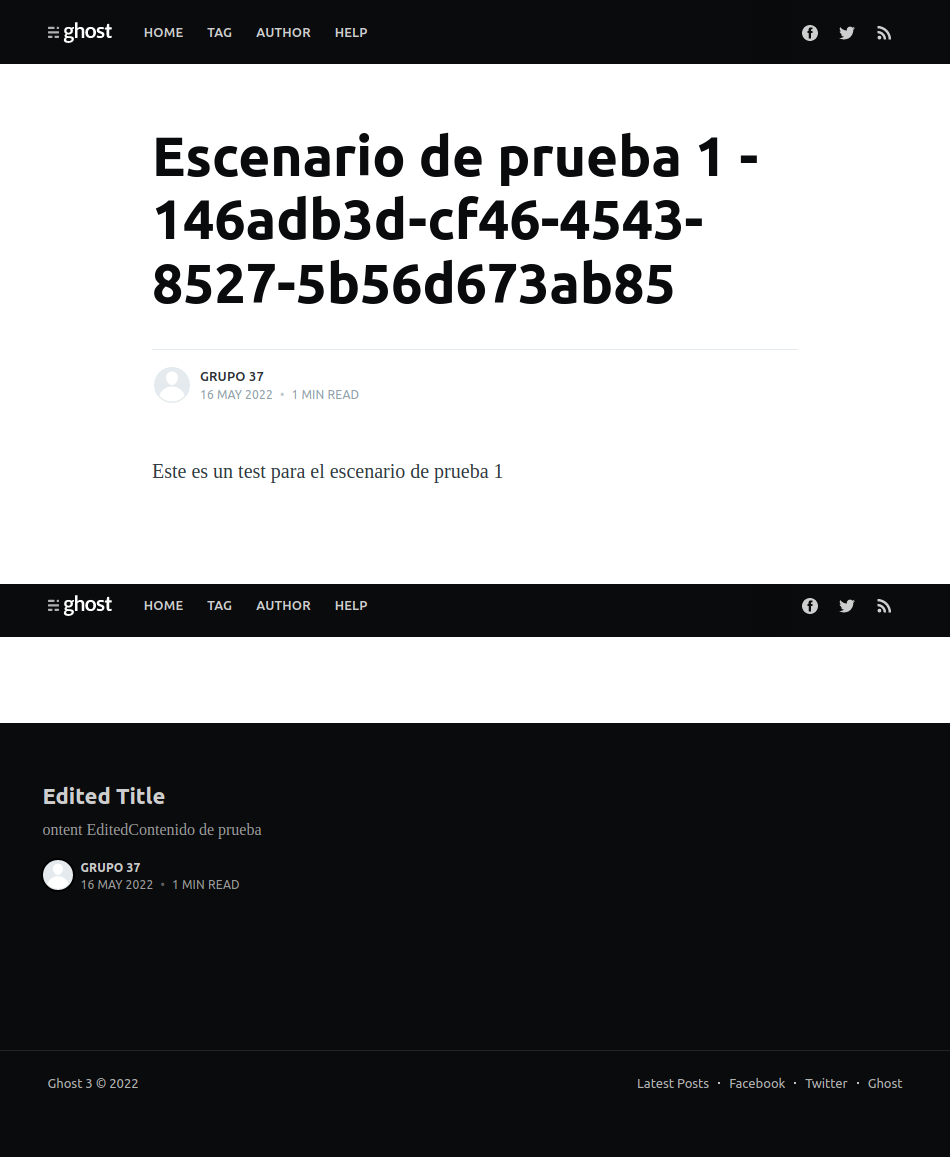 ghost HOME TAG AUTHOR HELP
Escenario de prueba 1 -
146adb3d-cf46-4543-
8527-5b56d673ab85
GRUPO 37
16 MAY 2022 • 1 MIN READ
Este es un test para el escenario de prueba 1
ghost HOME TAG AUTHOR HELP
Edited Title
ontent EditedContenido de prueba
GRUPO 37
16 MAY 2022 • 1 MIN READ
Ghost 3 © 2022 Latest Posts · Facebook · Twitter · Ghost